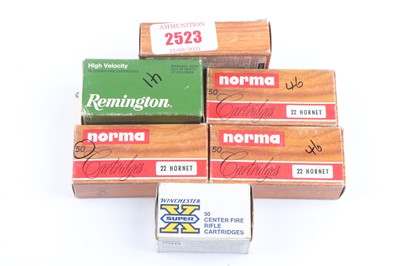 AMMUNITION
2523
High Velocity
Remington.
41
norma
46
50
Cartridges
22 HORNET
norma
50
Cartridges
22 HORNET
norma
50
Cartridges
46
22 HORNET
WINCHESTER
SUPER X
50
CENTER FIRE
RIFLE
CARTRIDGES